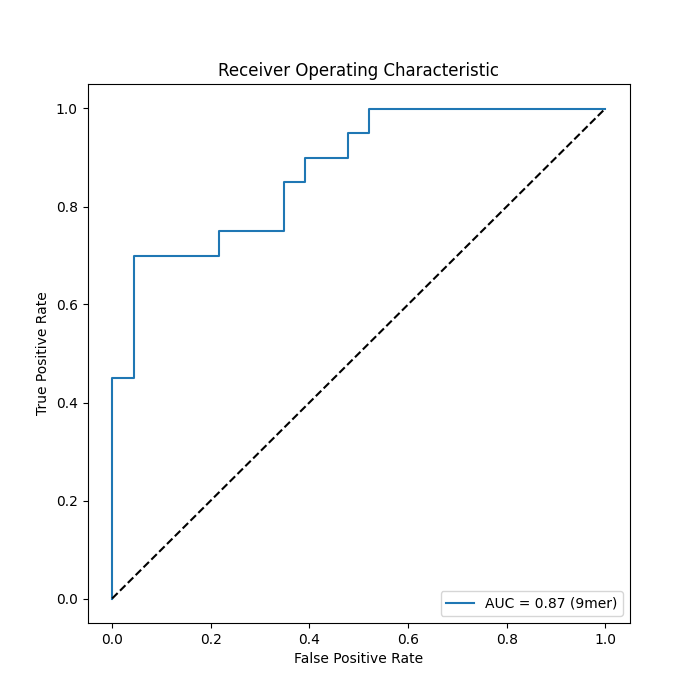 Receiver Operating Characteristic
1.0
0.8
0.6
0.4
0.2
0.0
True Positive Rate
AUC = 0.87 (9mer)
0.0 0.2 0.4 0.6 0.8 1.0
False Positive Rate